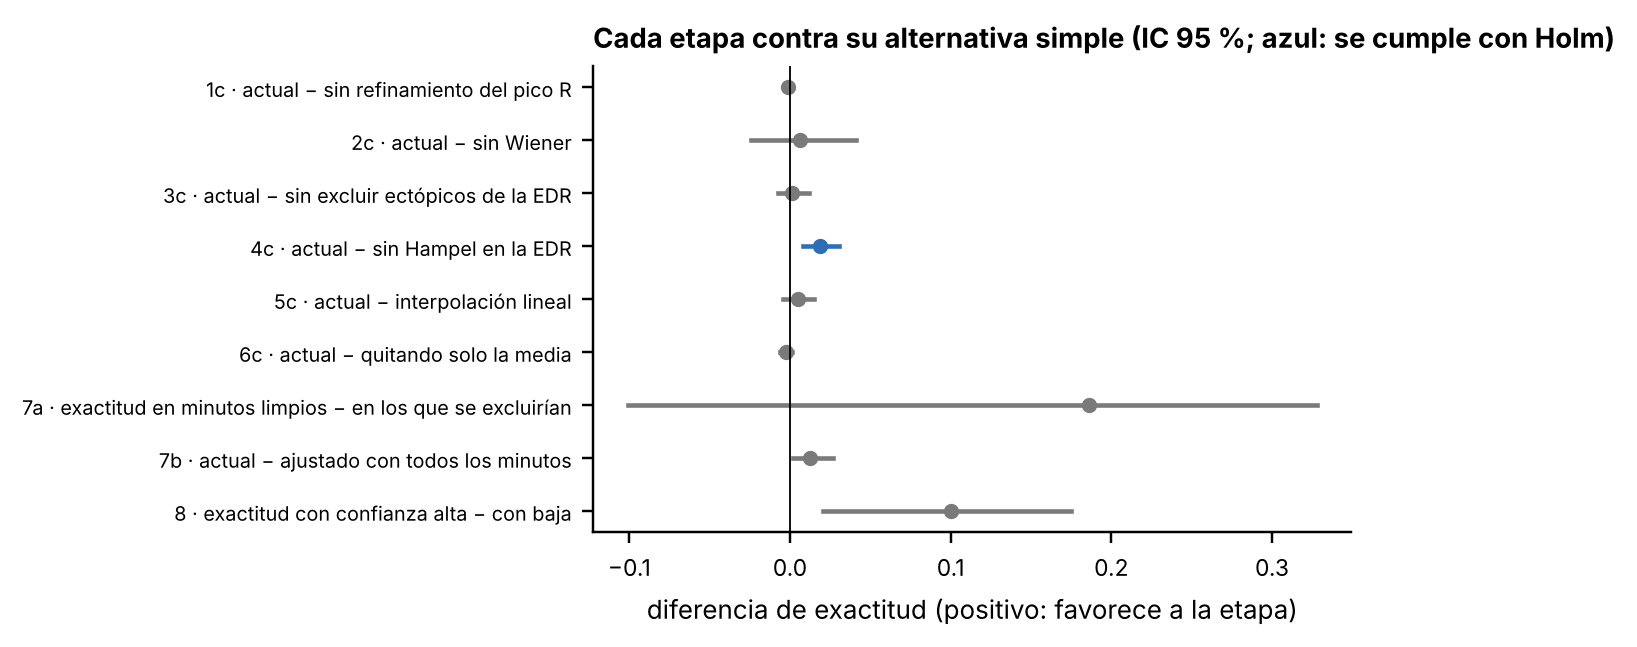 Cada etapa contra su alternativa simple (IC 95 %; azul: se cumple con Holm)
1c · actual − sin refinamiento del pico R
2c · actual − sin Wiener
3c · actual − sin excluir ectópicos de la EDR
4c · actual − sin Hampel en la EDR
5c · actual − interpolación lineal
6c · actual − quitando solo la media
7a · exactitud en minutos limpios − en los que se excluirían
7b · actual − ajustado con todos los minutos
8 · exactitud con confianza alta − con baja
−0.1 0.0 0.1 0.2 0.3
diferencia de exactitud (positivo: favorece a la etapa)